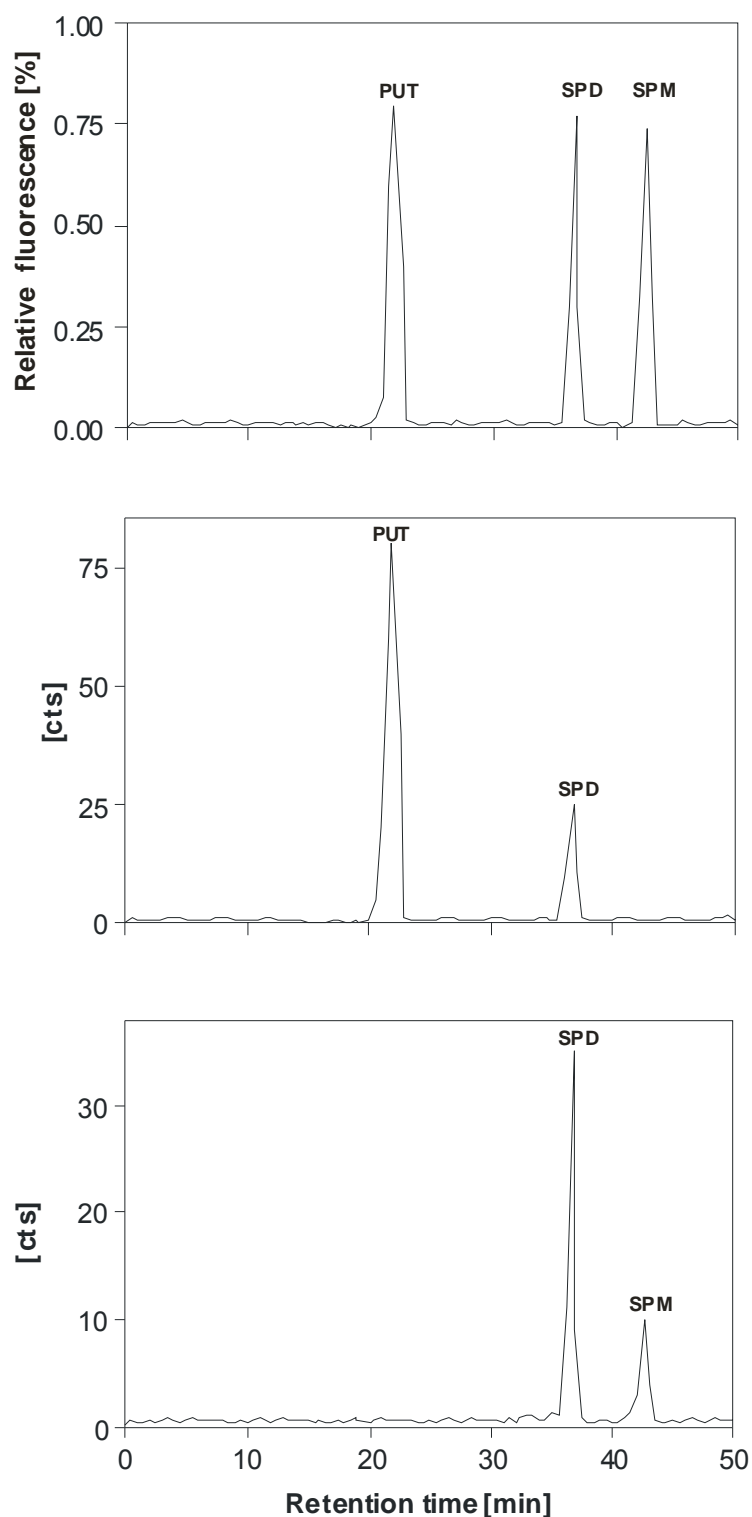 Relative fluorescence [%]
1.00
0.75
0.50
0.25
0.00
PUT
SPD
SPM
[cts]
75
50
25
0
PUT
SPD
[cts]
30
20
10
0
SPD
SPM
0
10
20
30
40
50
Retention time [min]